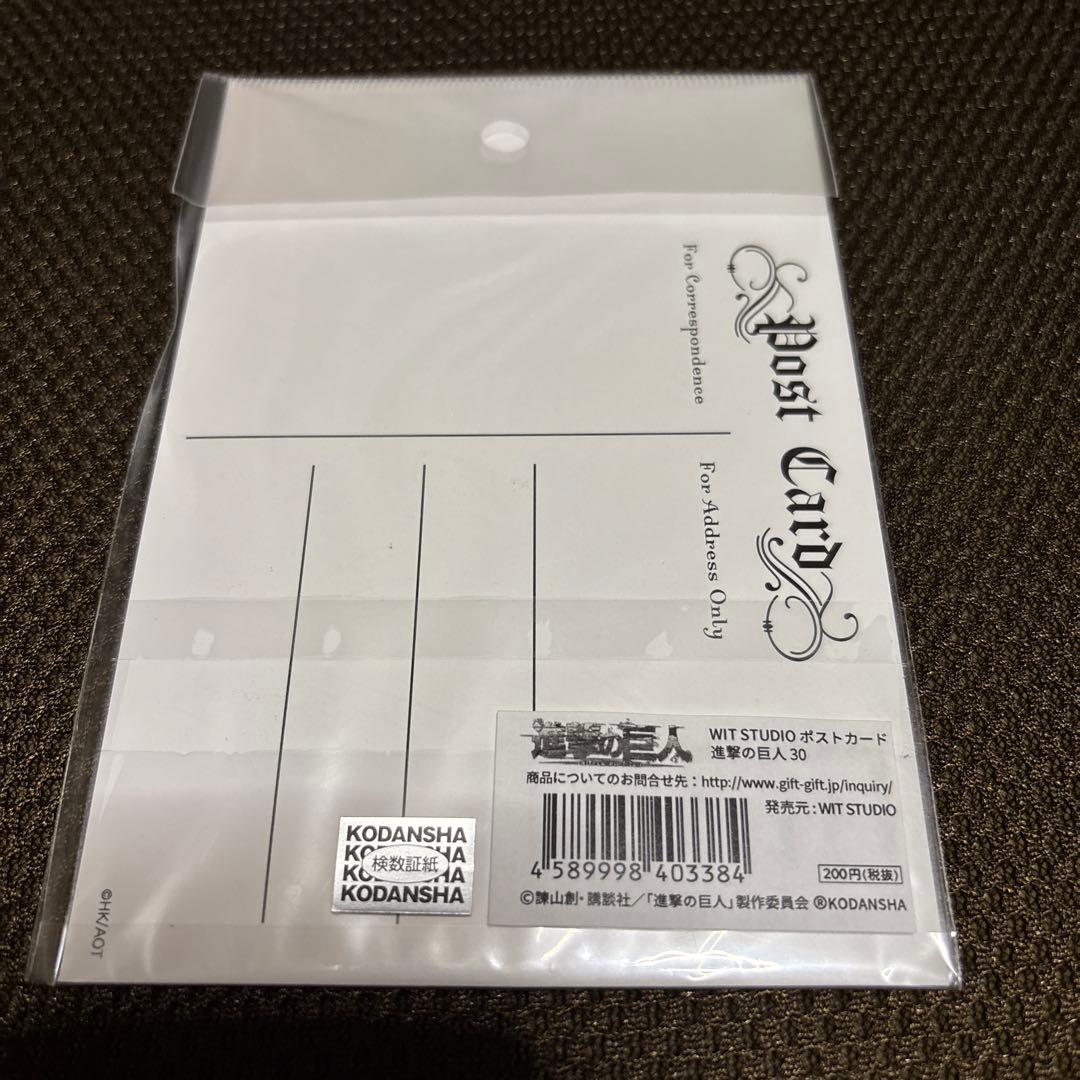 Post Card
For Correspondence
For Address Only
進撃の巨人
WIT STUDIO ポストカード
進撃の巨人 30
商品についてのお問合せ先：http://www.gift-gift.jp/inquiry/
発売元：WIT STUDIO
4 589998 403384
200円(税抜)
©諫山創・講談社／「進撃の巨人」製作委員会 ®KODANSHA
KODANSHA
KODANSHA
検数証紙
KODANSHA
KODANSHA
©HK/AOT